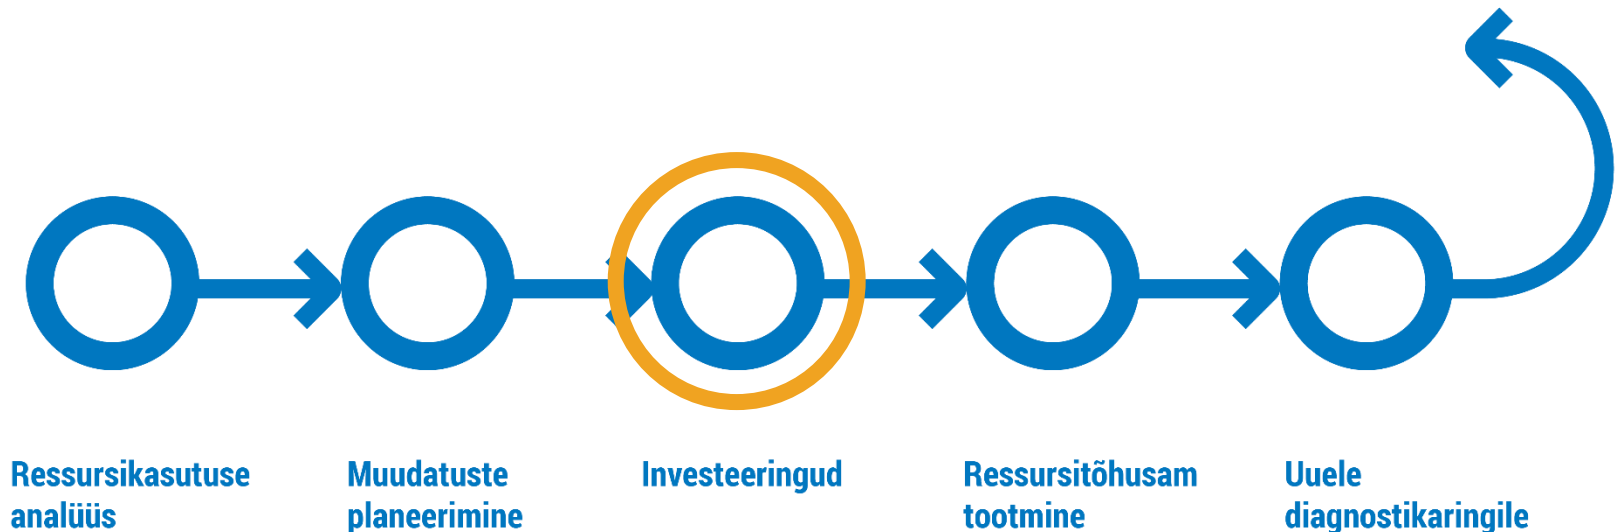 Ressursikasutuse
analüüs
Muudatuste
planeerimine
Investeeringud
Ressursitõhusam
tootmine
Uuele
diagnostikaringile